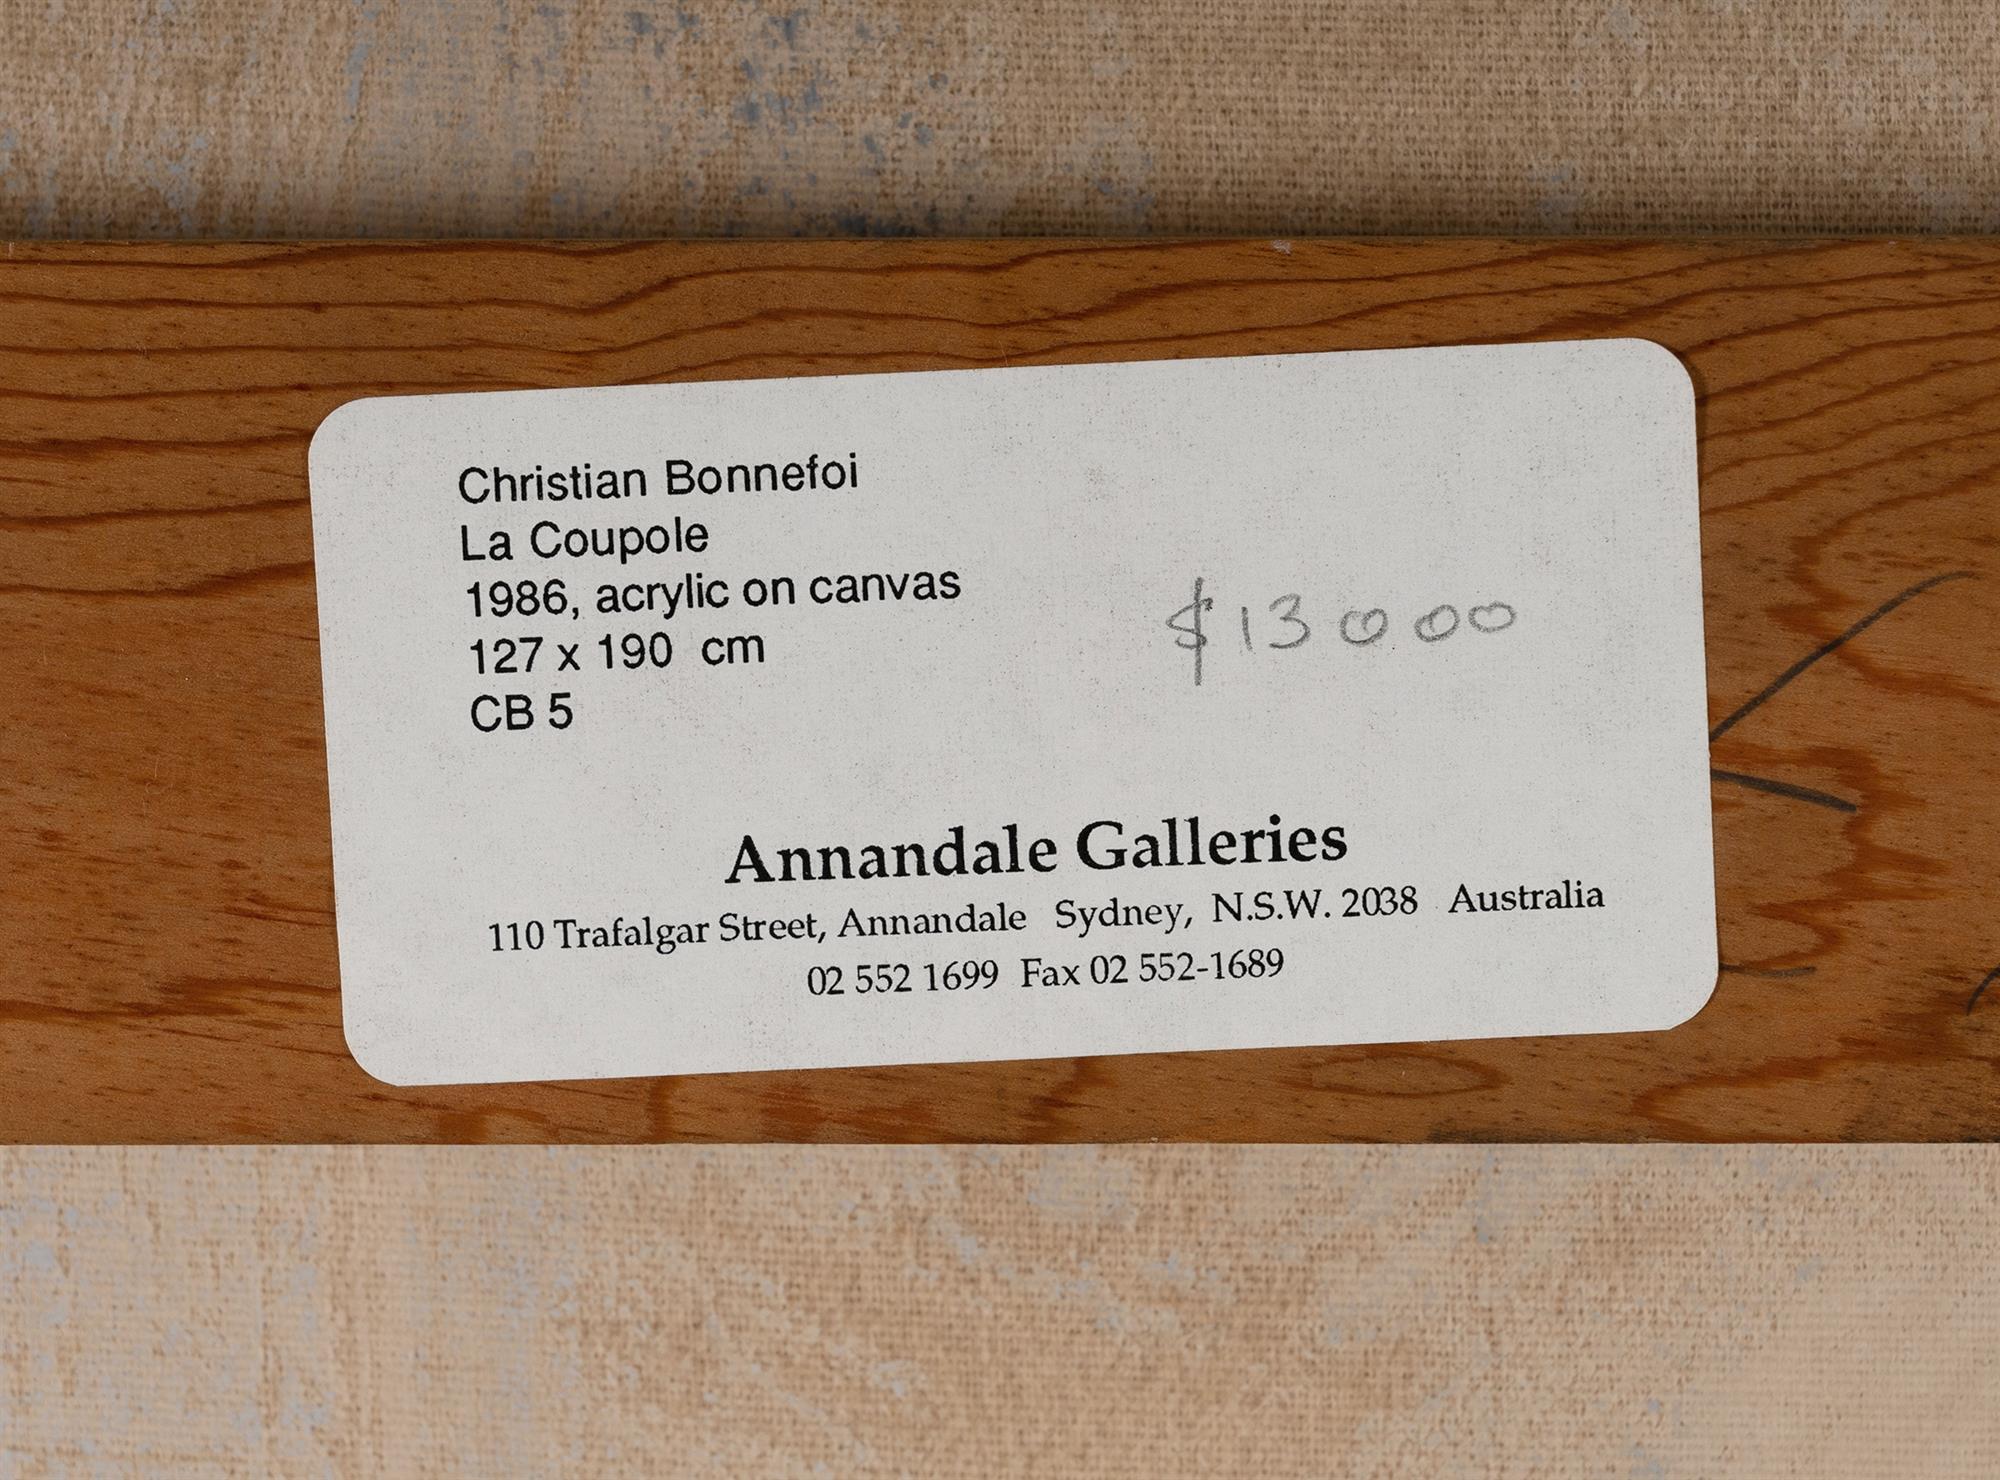 Christian Bonnefoi
La Coupole
1986, acrylic on canvas
127 x 190 cm
CB 5
$13000
Annandale Galleries
110 Trafalgar Street, Annandale Sydney, N.S.W. 2038 Australia
02 552 1699 Fax 02 552-1689